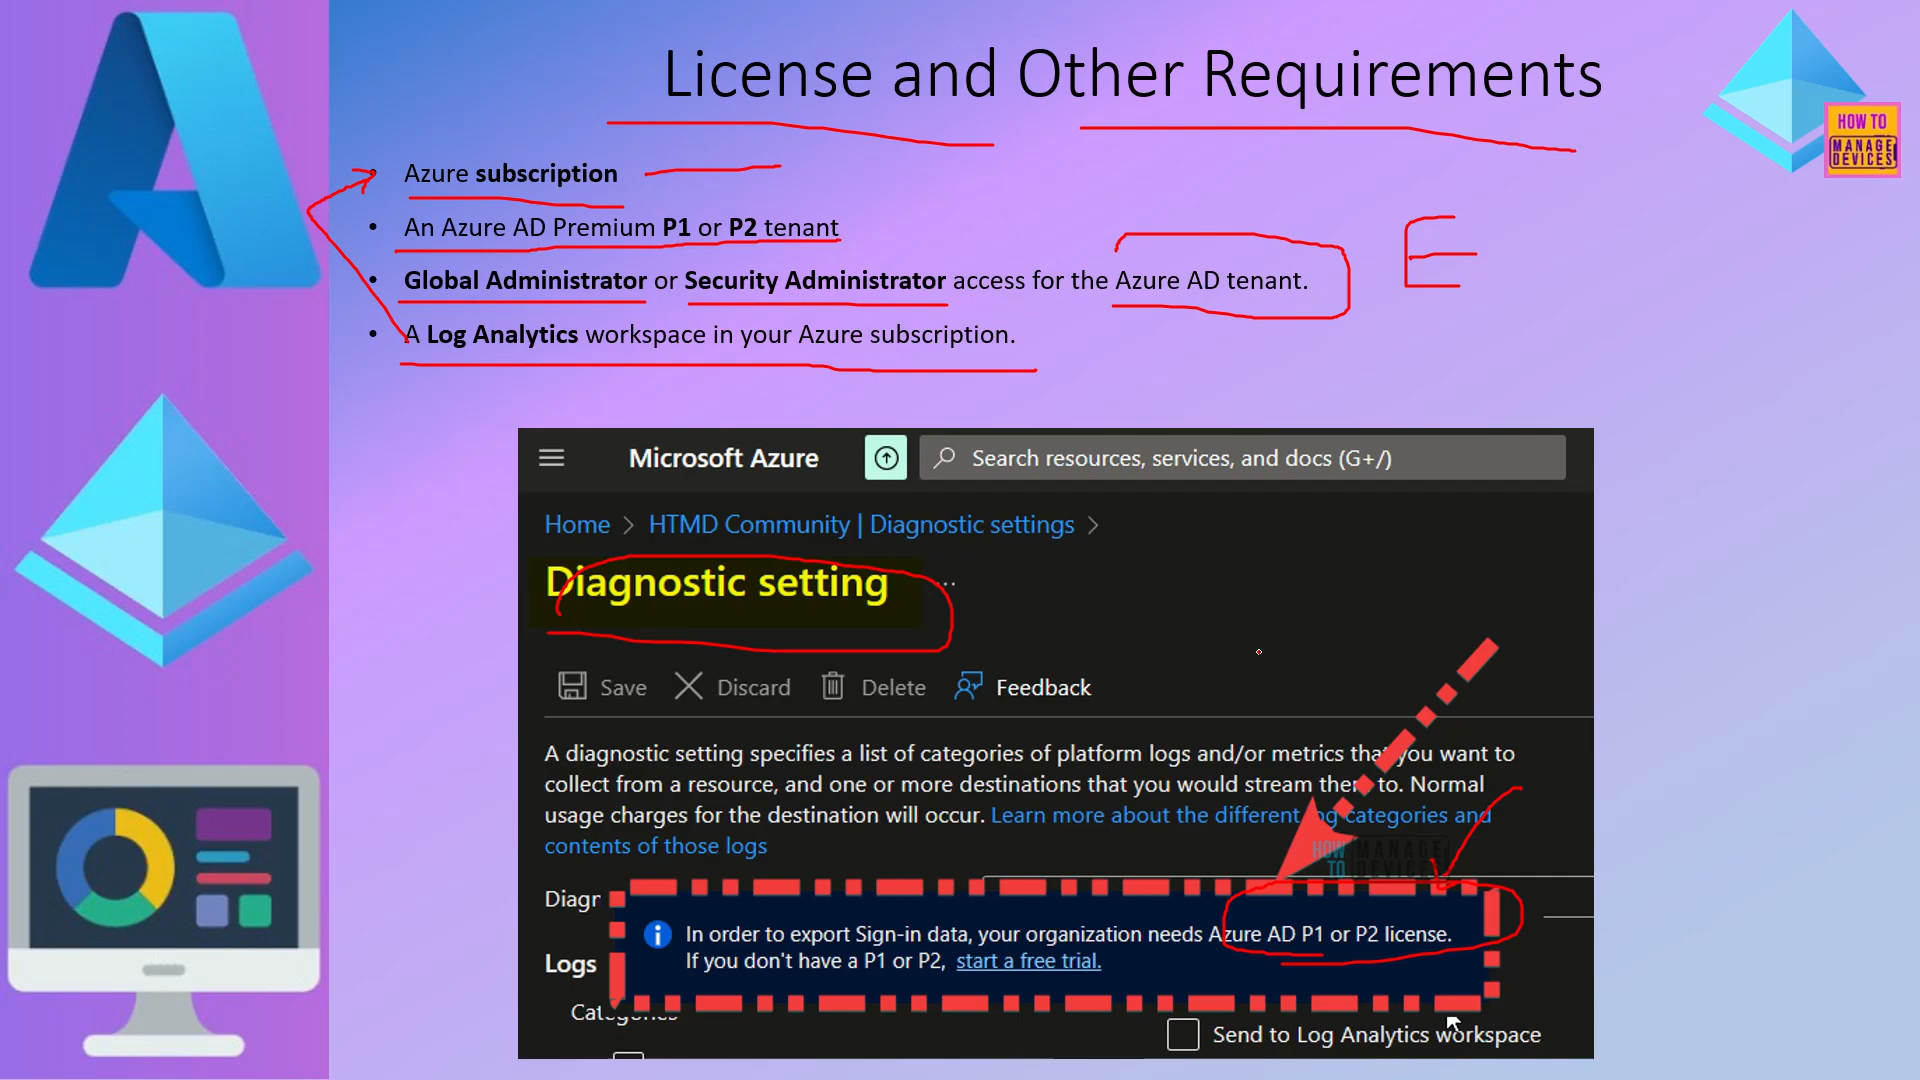 License and Other Requirements
HOW TO
MANAGE
DEVICES
• Azure subscription
• An Azure AD Premium P1 or P2 tenant
• Global Administrator or Security Administrator access for the Azure AD tenant.
E
• A Log Analytics workspace in your Azure subscription.
Microsoft Azure
Search resources, services, and docs (G+/)
Home > HTMD Community | Diagnostic settings >
Diagnostic setting ...
Save Discard Delete Feedback
A diagnostic setting specifies a list of categories of platform logs and/or metrics that you want to
collect from a resource, and one or more destinations that you would stream them to. Normal
usage charges for the destination will occur. Learn more about the different log categories and
contents of those logs
HOW TO MANAGE DEVICES
Diagr
In order to export Sign-in data, your organization needs Azure AD P1 or P2 license.
If you don't have a P1 or P2, start a free trial.
Logs
Categories
Send to Log Analytics workspace